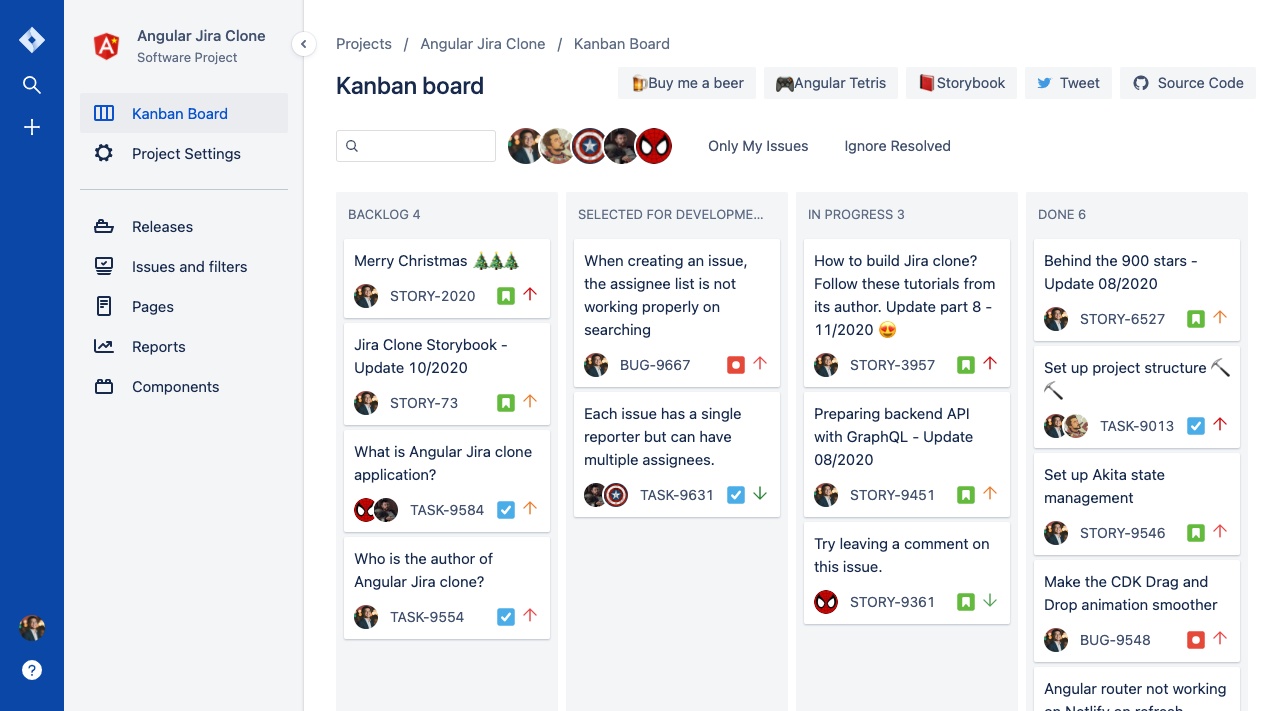 Angular Jira Clone
Software Project
Kanban Board
Project Settings
Releases
Issues and filters
Pages
Reports
Components
?
Projects / Angular Jira Clone / Kanban Board
Kanban board
🍺Buy me a beer
🎮Angular Tetris
📕Storybook
Tweet
Source Code
Only My Issues
Ignore Resolved
BACKLOG 4
Merry Christmas 🎄🎄🎄
STORY-2020
Jira Clone Storybook -
Update 10/2020
STORY-73
What is Angular Jira clone
application?
TASK-9584
Who is the author of
Angular Jira clone?
TASK-9554
SELECTED FOR DEVELOPME...
When creating an issue,
the assignee list is not
working properly on
searching
BUG-9667
Each issue has a single
reporter but can have
multiple assignees.
TASK-9631
IN PROGRESS 3
How to build Jira clone?
Follow these tutorials from
its author. Update part 8 -
11/2020 😍
STORY-3957
Preparing backend API
with GraphQL - Update
08/2020
STORY-9451
Try leaving a comment on
this issue.
STORY-9361
DONE 6
Behind the 900 stars -
Update 08/2020
STORY-6527
Set up project structure ⛏
⛏
TASK-9013
Set up Akita state
management
STORY-9546
Make the CDK Drag and
Drop animation smoother
BUG-9548
Angular router not working
on Netlify on refresh